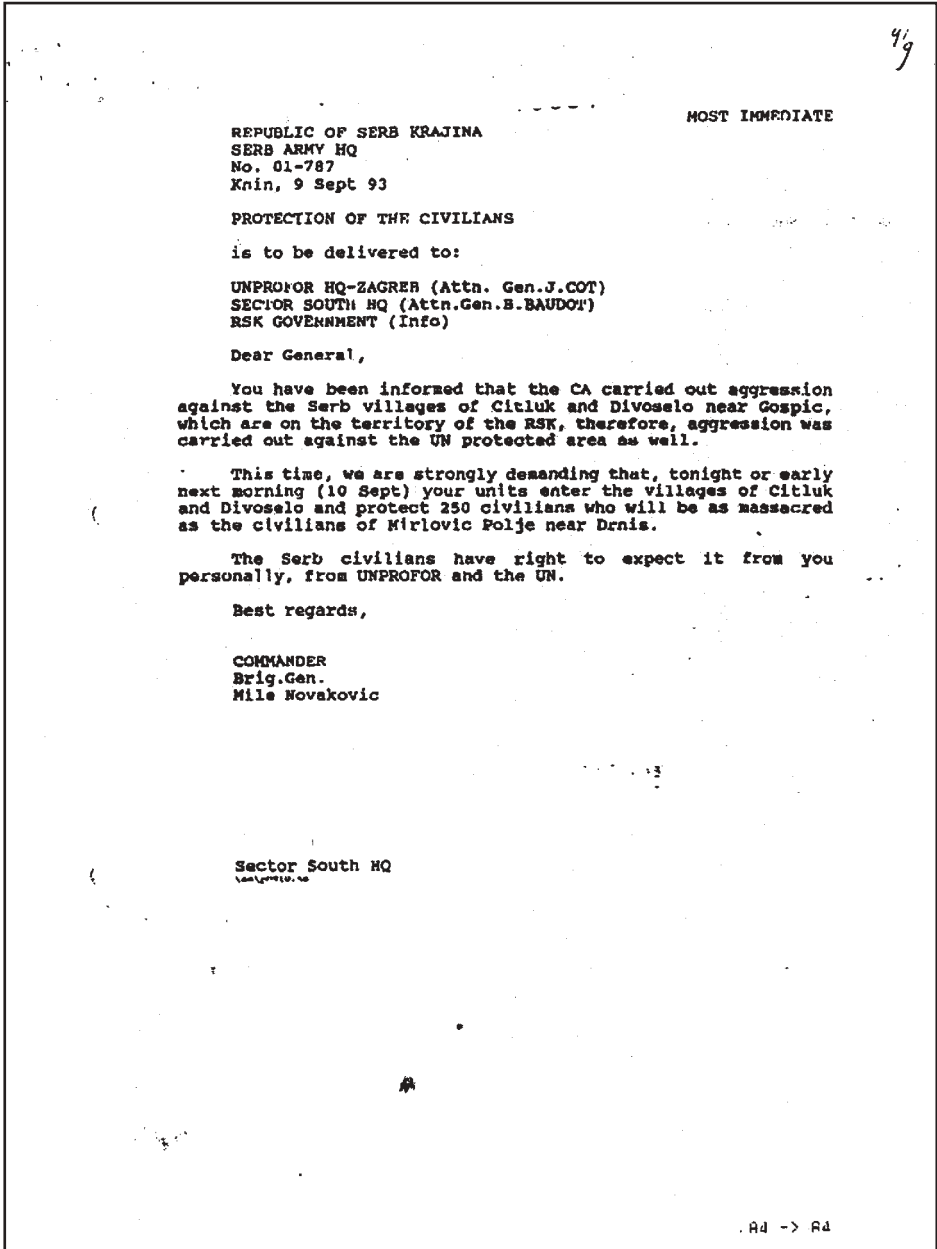 MOST IMMEDIATE
REPUBLIC OF SERB KRAJINA
SERB ARMY HQ
No. 01-787
Knin, 9 Sept 93
PROTECTION OF THE CIVILIANS
is to be delivered to:
UNPROFOR HQ-ZAGREB (Attn. Gen.J.COT)
SECTOR SOUTH HQ (Attn.Gen.B.BAUDOT)
RSK GOVERNMENT (Info)
Dear General,
You have been informed that the CA carried out aggression
against the Serb villages of Citluk and Divoselo near Gospic,
which are on the territory of the RSK, therefore, aggression was
carried out against the UN protected area as well.
This time, we are strongly demanding that, tonight or early
next morning (10 Sept) your units enter the villages of Citluk
and Divoselo and protect 250 civilians who will be as massacred
as the civilians of Mirlovic Polje near Drnis.
The Serb civilians have right to expect it from you
personally, from UNPROFOR and the UN.
Best regards,
COMMANDER
Brig.Gen.
Mile Novakovic
Sector South HQ
A4 -> A4